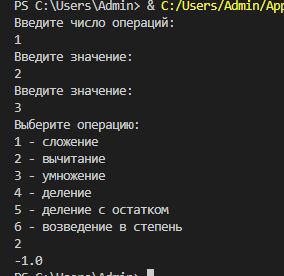 PS C:\Users\Admin> & C:/Users/Admin/App
Введите число операций:
1
Введите значение:
2
Введите значение:
3
Выберите операцию:
1 - сложение
2 - вычитание
3 - умножение
4 - деление
5 - деление с остатком
6 - возведение в степень
2
-1.0
PS C:\Users\Admin>